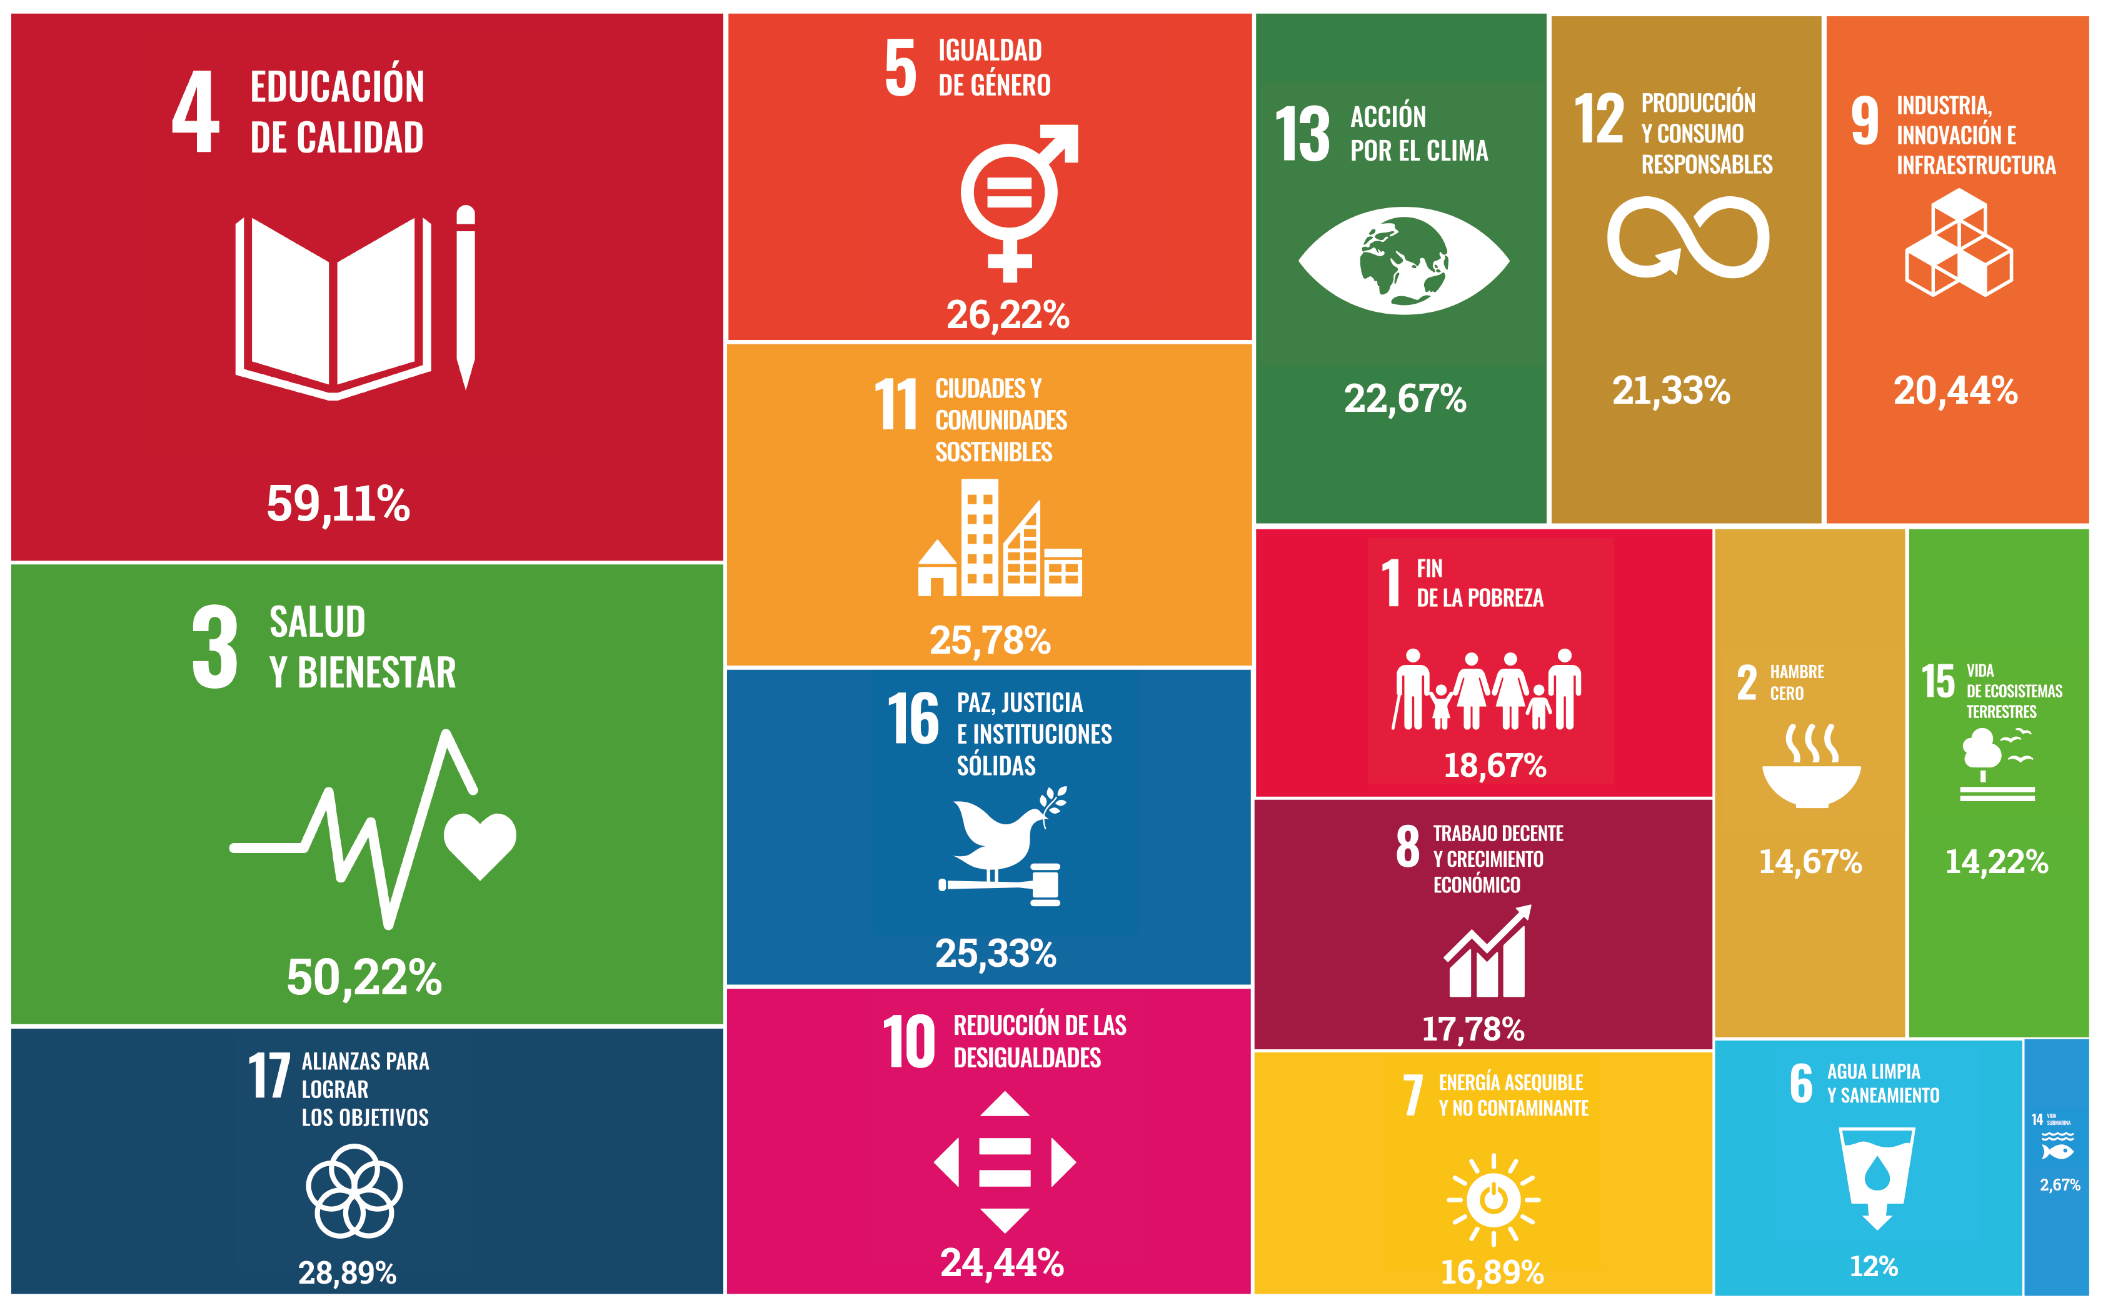 4 EDUCACIÓN
DE CALIDAD
59,11%
3 SALUD
Y BIENESTAR
50,22%
17 ALIANZAS PARA
LOGRAR
LOS OBJETIVOS
28,89%
5 IGUALDAD
DE GÉNERO
26,22%
11 CIUDADES Y
COMUNIDADES
SOSTENIBLES
25,78%
16 PAZ, JUSTICIA
E INSTITUCIONES
SÓLIDAS
25,33%
10 REDUCCIÓN DE LAS
DESIGUALDADES
24,44%
13 ACCIÓN
POR EL CLIMA
22,67%
12 PRODUCCIÓN
Y CONSUMO
RESPONSABLES
21,33%
9 INDUSTRIA,
INNOVACIÓN E
INFRAESTRUCTURA
20,44%
1 FIN
DE LA POBREZA
18,67%
8 TRABAJO DECENTE
Y CRECIMIENTO
ECONÓMICO
17,78%
7 ENERGÍA ASEQUIBLE
Y NO CONTAMINANTE
16,89%
2 HAMBRE
CERO
14,67%
15 VIDA
DE ECOSISTEMAS
TERRESTRES
14,22%
6 AGUA LIMPIA
Y SANEAMIENTO
12%
14 VIDA
SUBMARINA
2,67%